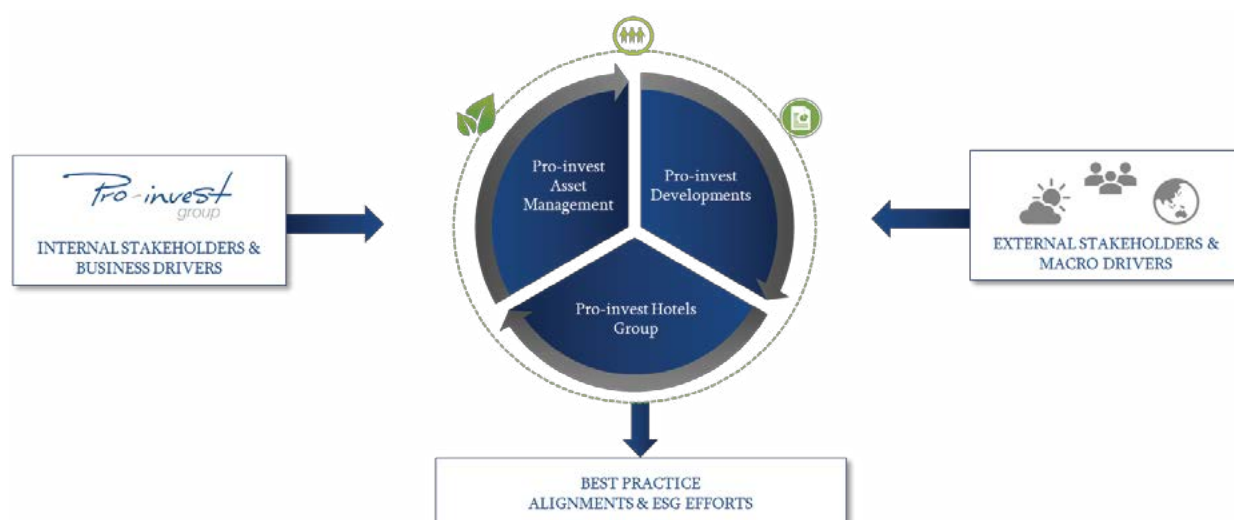 Pro-invest
group
INTERNAL STAKEHOLDERS &
BUSINESS DRIVERS
Pro-invest
Asset
Management
Pro-invest
Developments
Pro-invest Hotels
Group
EXTERNAL STAKEHOLDERS &
MACRO DRIVERS
BEST PRACTICE
ALIGNMENTS & ESG EFFORTS